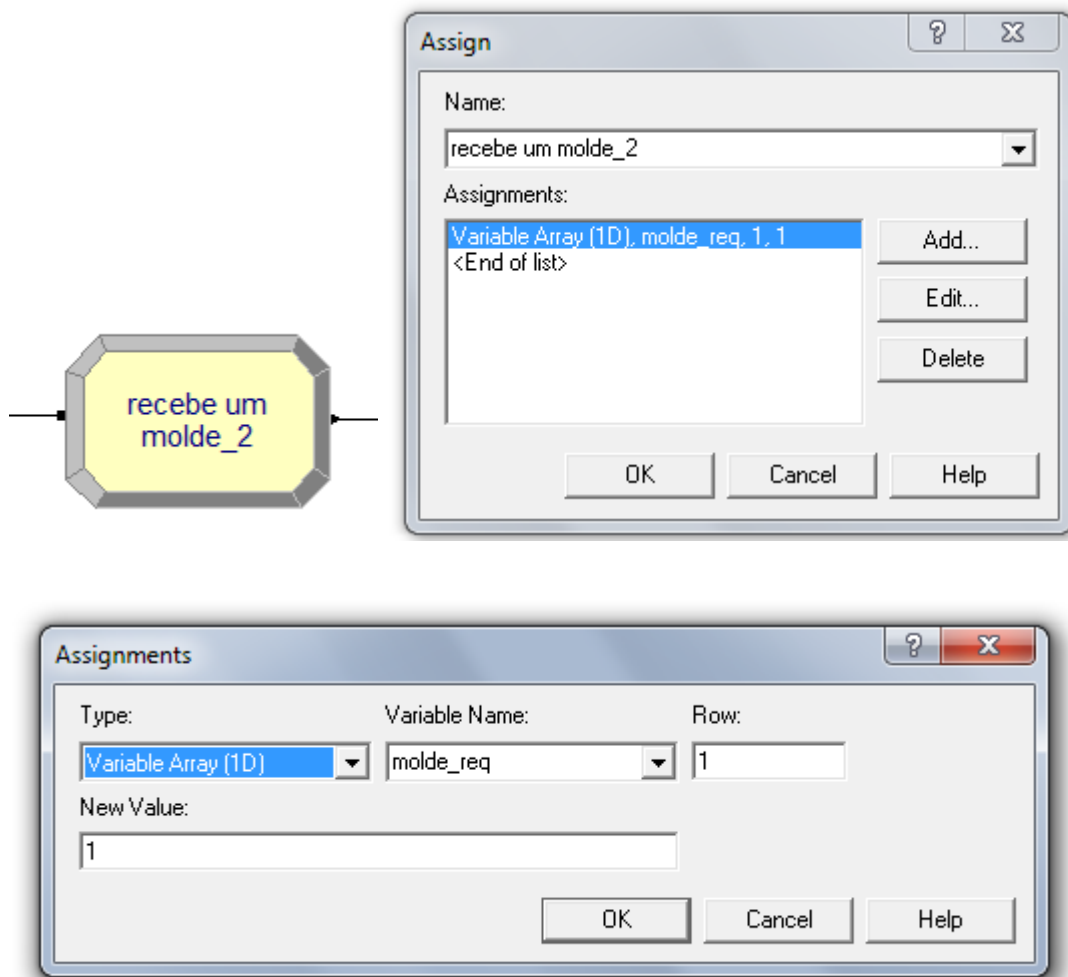 Assign
Name:
recebe um molde_2
Assignments:
Variable Array (1D), molde_req, 1, 1
<End of list>
Add...
Edit...
Delete
OK Cancel Help
recebe um
molde_2
Assignments
Type: Variable Name: Row:
Variable Array (1D) molde_req 1
New Value:
1
OK Cancel Help